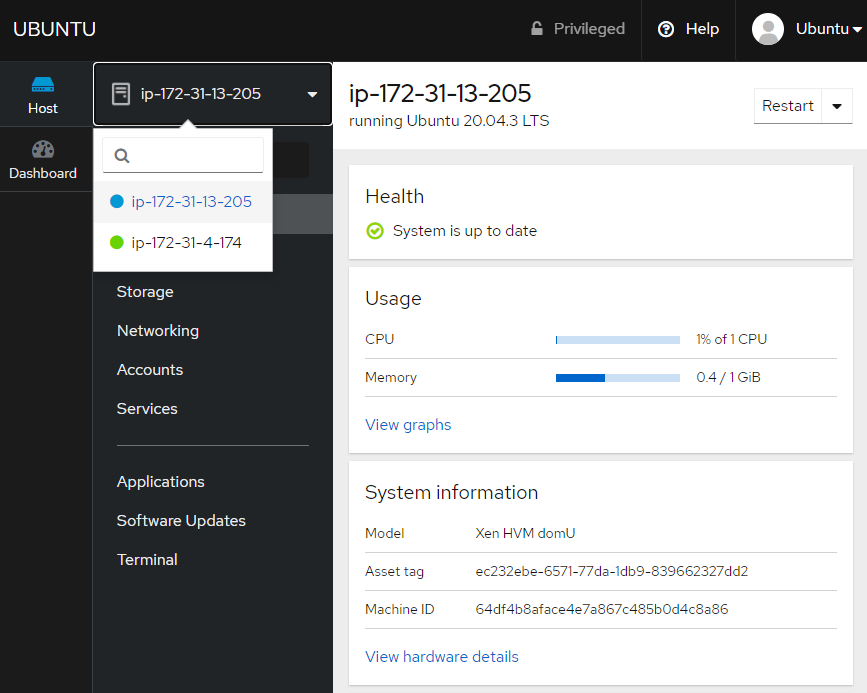 UBUNTU
Privileged
Help
Ubuntu
Host
Dashboard
ip-172-31-13-205
ip-172-31-13-205
ip-172-31-4-174
Storage
Networking
Accounts
Services
Applications
Software Updates
Terminal
ip-172-31-13-205
running Ubuntu 20.04.3 LTS
Restart
Health
System is up to date
Usage
CPU 1% of 1 CPU
Memory 0.4 / 1 GiB
View graphs
System information
Model Xen HVM domU
Asset tag ec232ebe-6571-77da-1db9-839662327dd2
Machine ID 64df4b8aface4e7a867c485b0d4c8a86
View hardware details